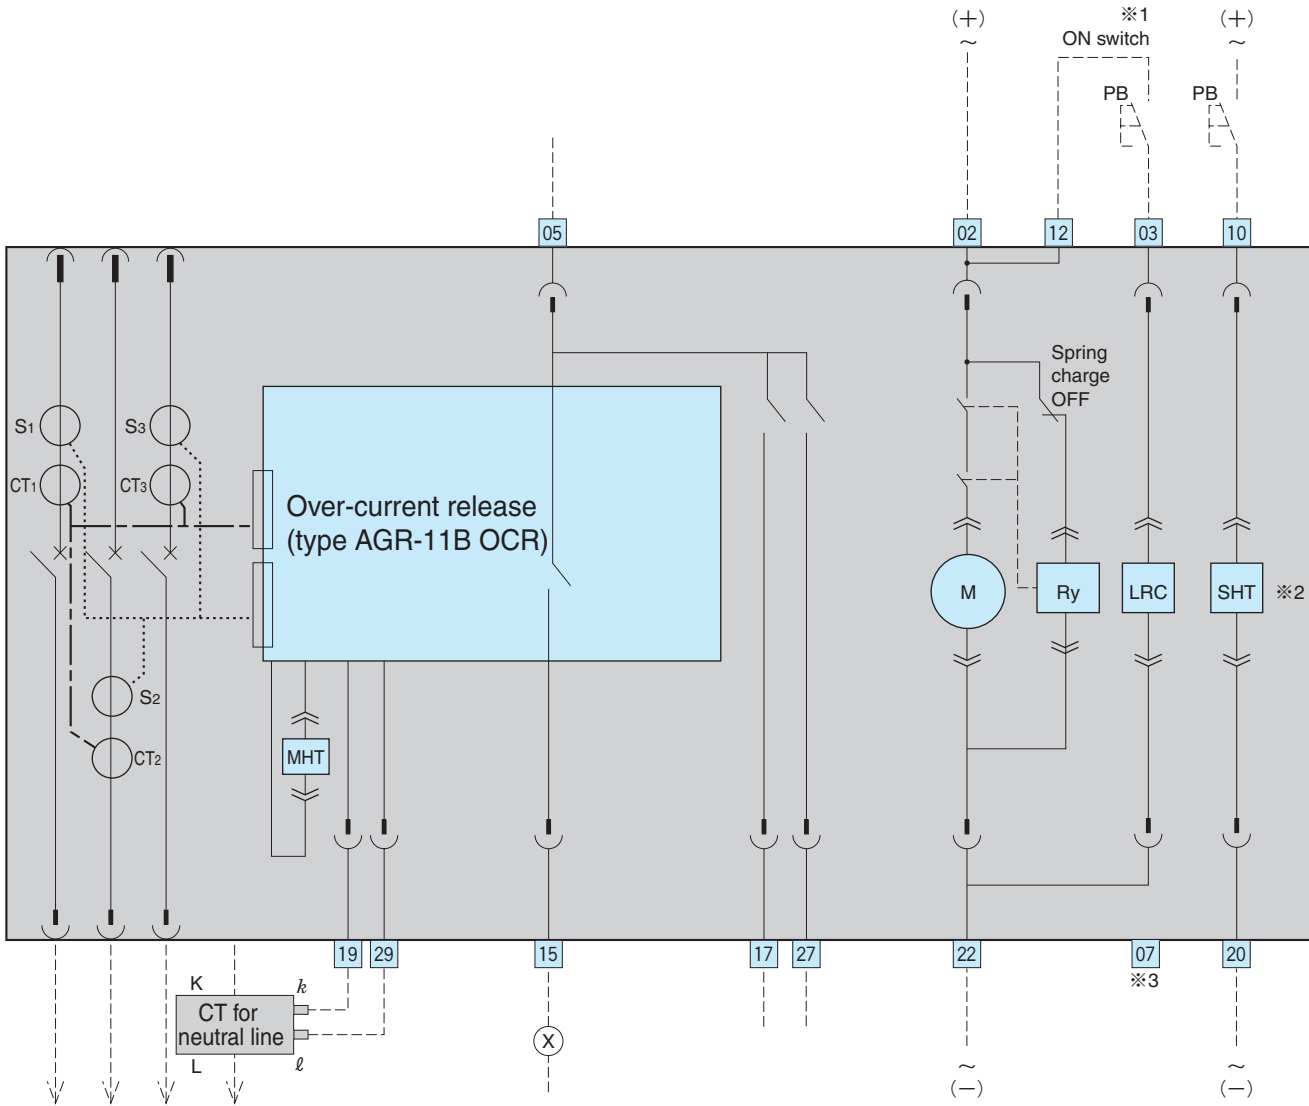 (+)
~
※1
ON switch
(+)
~
PB
PB
05
02
12
03
10
Spring
charge
OFF
S1
S3
CT1
CT3
Over-current release
(type AGR-11B OCR)
M
Ry
LRC
SHT
※2
S2
CT2
MHT
19
29
15
17
27
22
07
20
※3
K
k
CT for
neutral line
L
ℓ
X
~
(−)
~
(−)